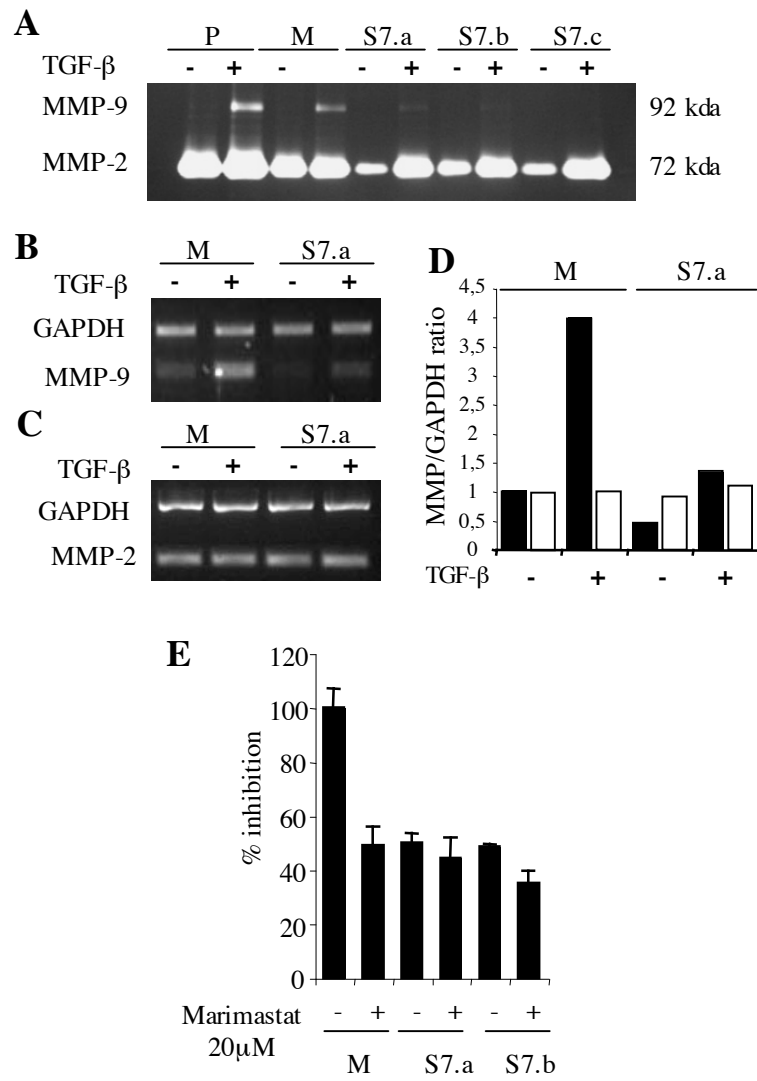 A
P M S7.a S7.b S7.c
TGF-β - + - + - + - + - +
MMP-9 92 kda
MMP-2 72 kda
B
M S7.a
TGF-β - + - +
GAPDH
MMP-9
C
M S7.a
TGF-β - + - +
GAPDH
MMP-2
D
M S7.a
MMP/GAPDH ratio
4,5
4
3,5
3
2,5
2
1,5
1
0,5
0
TGF-β - + - +
E
% inhibition
120
100
80
60
40
20
0
Marimastat - + - + - +
20μM
M S7.a S7.b